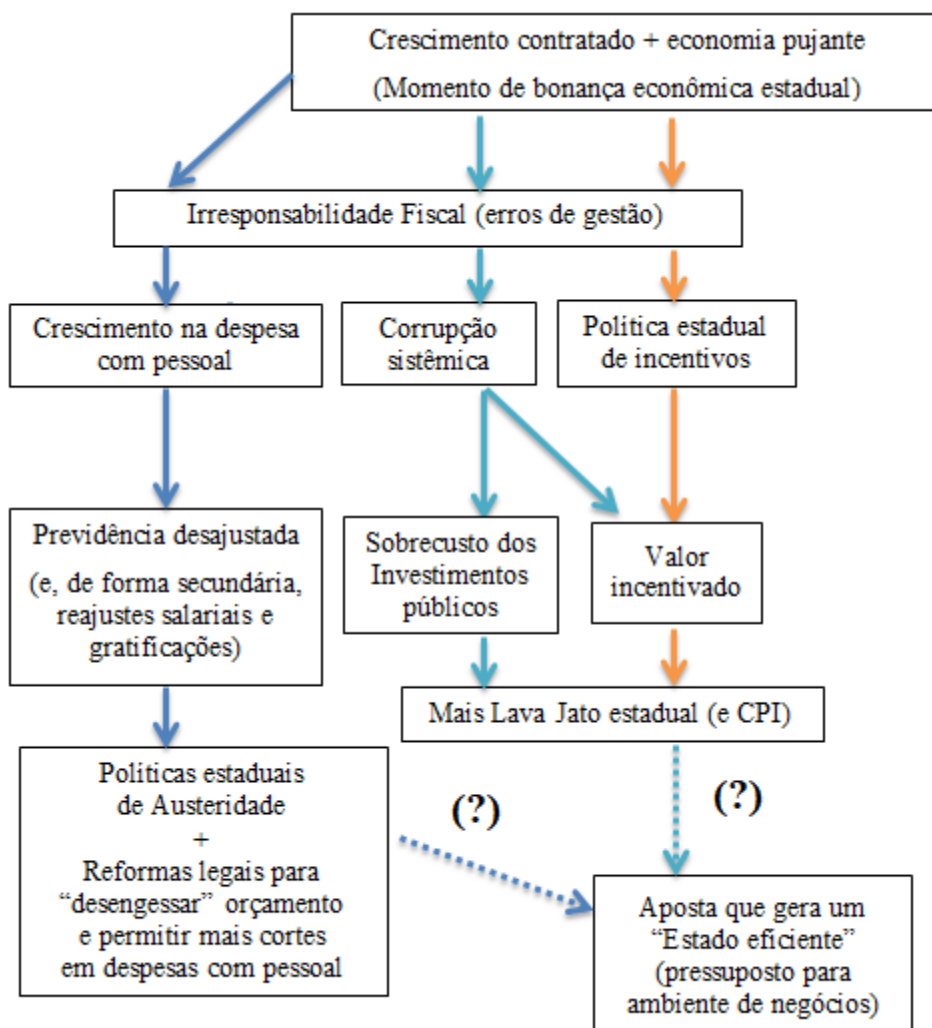 Crescimento contratado + economia pujante
(Momento de bonança econômica estadual)
Irresponsabilidade Fiscal (erros de gestão)
Crescimento na despesa
com pessoal
Corrupção
sistêmica
Política estadual
de incentivos
Previdência desajustada
(e, de forma secundária,
reajustes salariais e
gratificações)
Sobrecusto dos
Investimentos
públicos
Valor
incentivado
Mais Lava Jato estadual (e CPI)
Políticas estaduais
de Austeridade
+
Reformas legais para
“desengessar” orçamento
e permitir mais cortes
em despesas com pessoal
(?)
(?)
Aposta que gera um
“Estado eficiente”
(pressuposto para
ambiente de negócios)